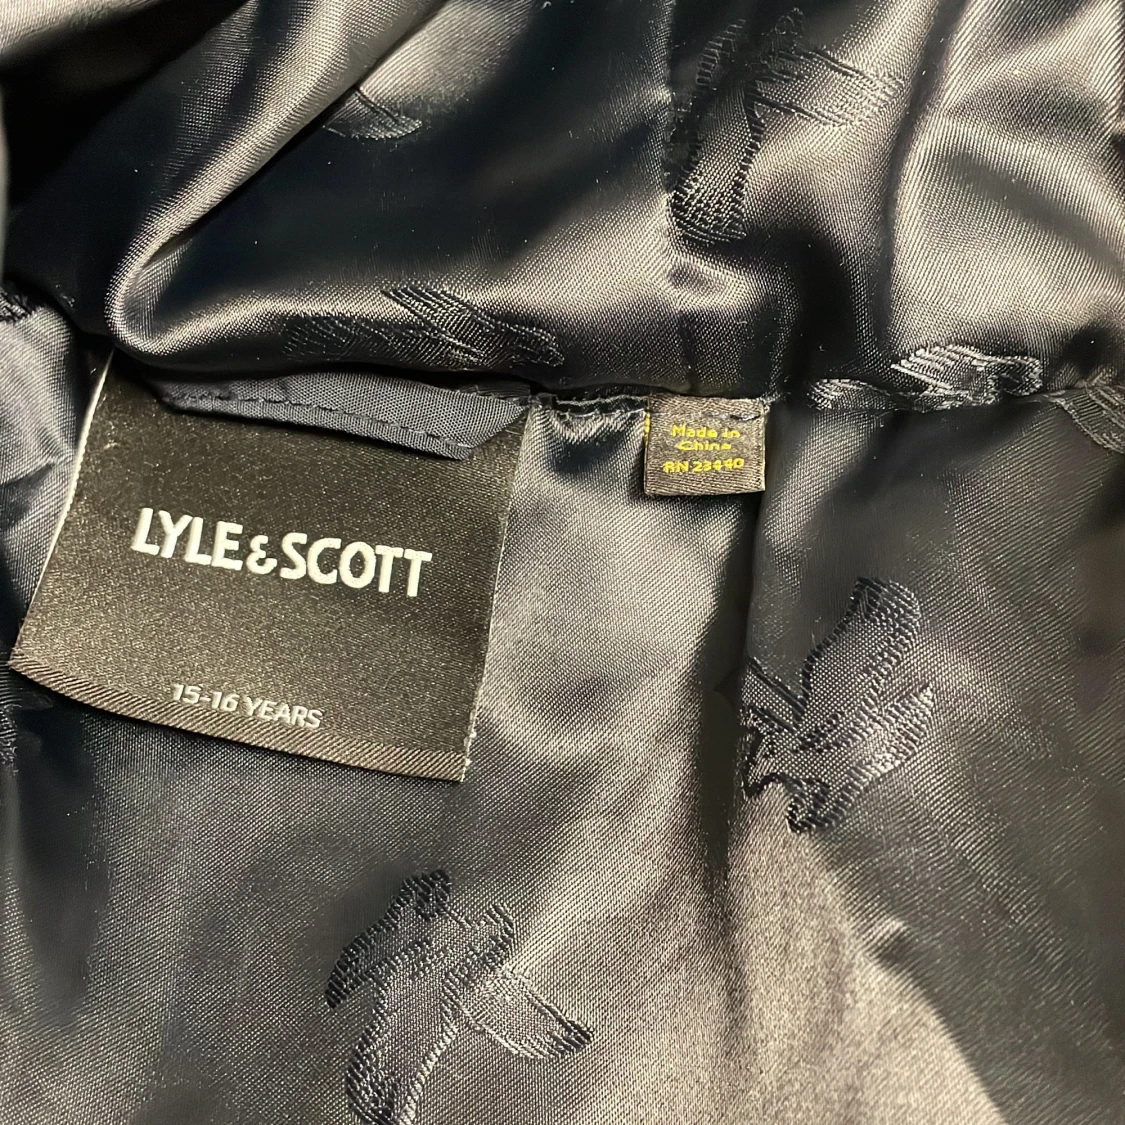 LYLE & SCOTT
15-16 YEARS
Made in
China
RN 23440